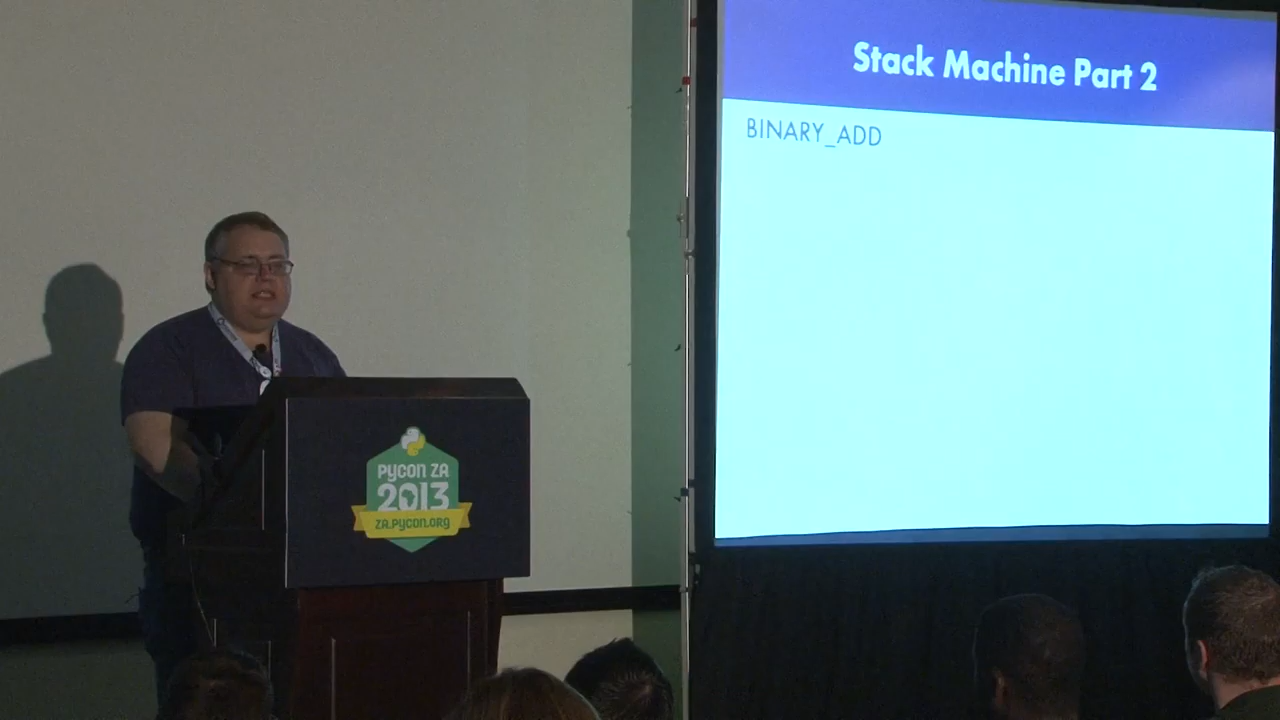 Stack Machine Part 2
BINARY_ADD
PYCON ZA
2013
ZA.PYCON.ORG